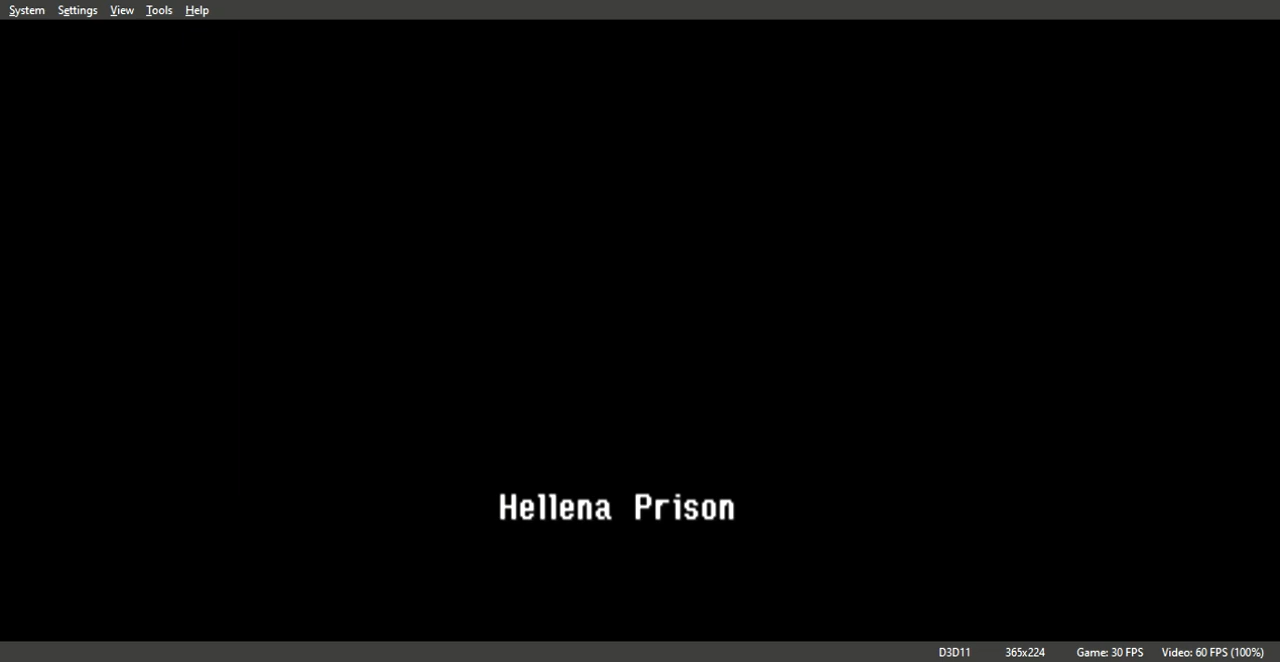 System Settings View Tools Help
Hellena Prison
D3D11 365x224 Game: 30 FPS Video: 60 FPS (100%)